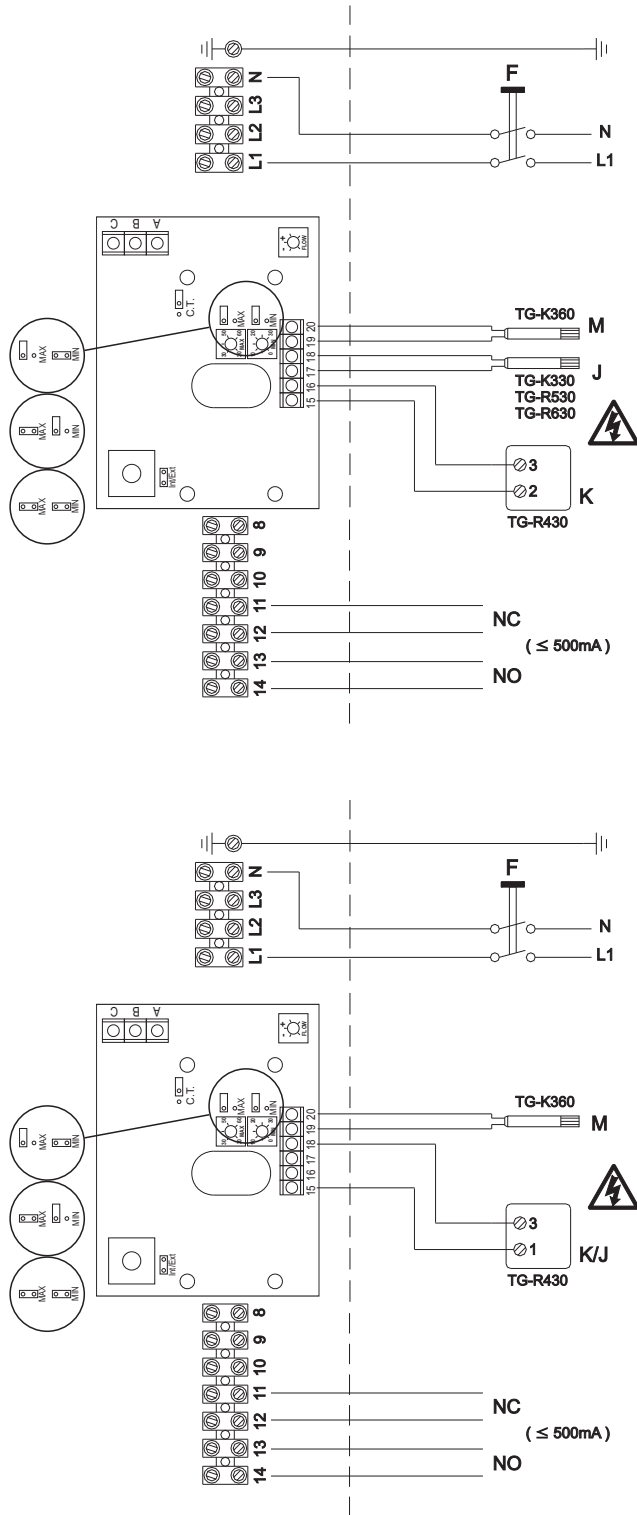 F
N
L3
L2
L1
N
L1
C B A
- +
FLOW
C.T.
MAX
MIN
MAX
MIN
MAX
MIN
MAX
MIN
MAX
MIN
20
19
18
17
16
15
TG-K360
M
TG-K330
TG-R530
TG-R630
J
3
2
K
TG-R430
Int/Ext
8
9
10
11
12
13
14
NC
( ≤ 500mA )
NO
F
N
L3
L2
L1
N
L1
C B A
- +
FLOW
C.T.
MAX
MIN
MAX
MIN
MAX
MIN
MAX
MIN
MAX
MIN
20
19
18
17
16
15
TG-K360
M
3
1
K/J
TG-R430
Int/Ext
8
9
10
11
12
13
14
NC
( ≤ 500mA )
NO